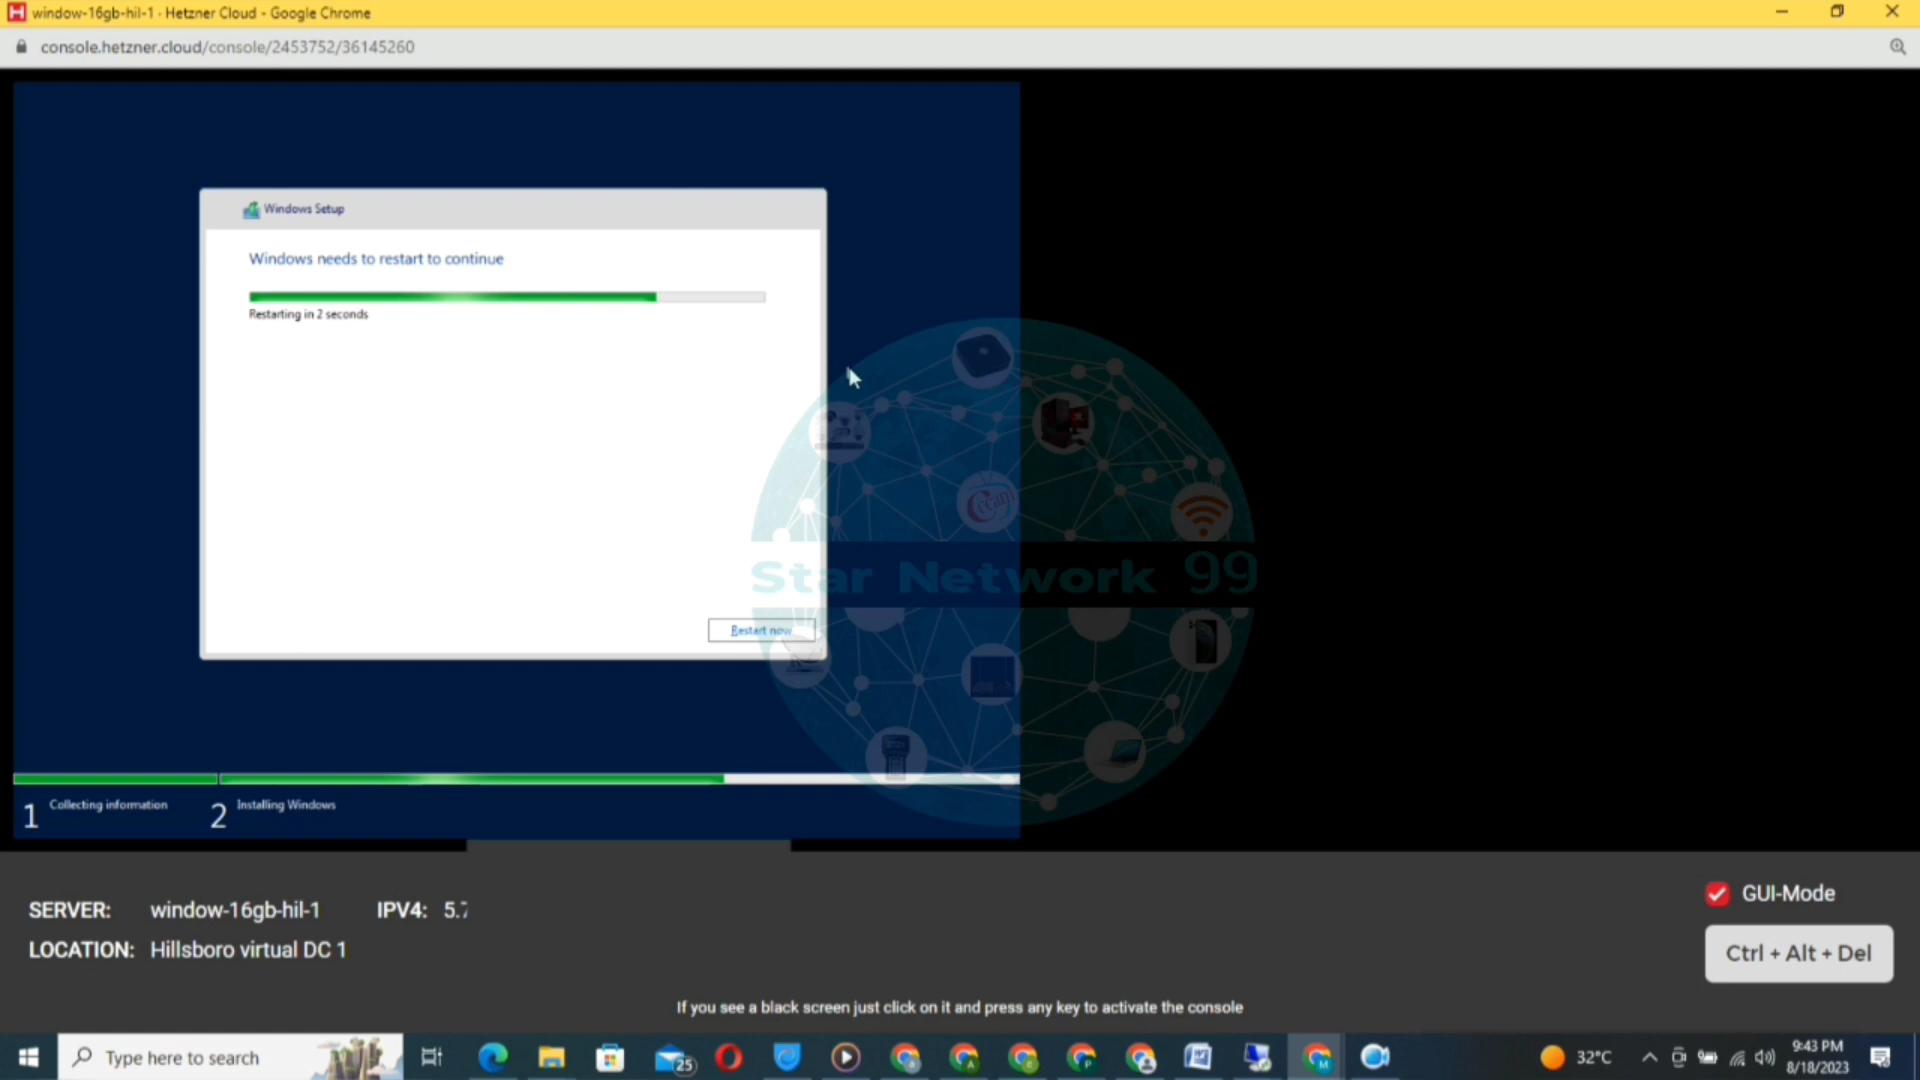 window-16gb-hil-1 · Hetzner Cloud - Google Chrome
console.hetzner.cloud/console/2453752/36145260
Windows Setup
Windows needs to restart to continue
Restarting in 2 seconds
Restart now
Star Network 99
1 Collecting information 2 Installing Windows
SERVER: window-16gb-hil-1 IPV4: 5.7
LOCATION: Hillsboro virtual DC 1
GUI-Mode
Ctrl + Alt + Del
If you see a black screen just click on it and press any key to activate the console
Type here to search
25
32°C
9:43 PM
8/18/2023